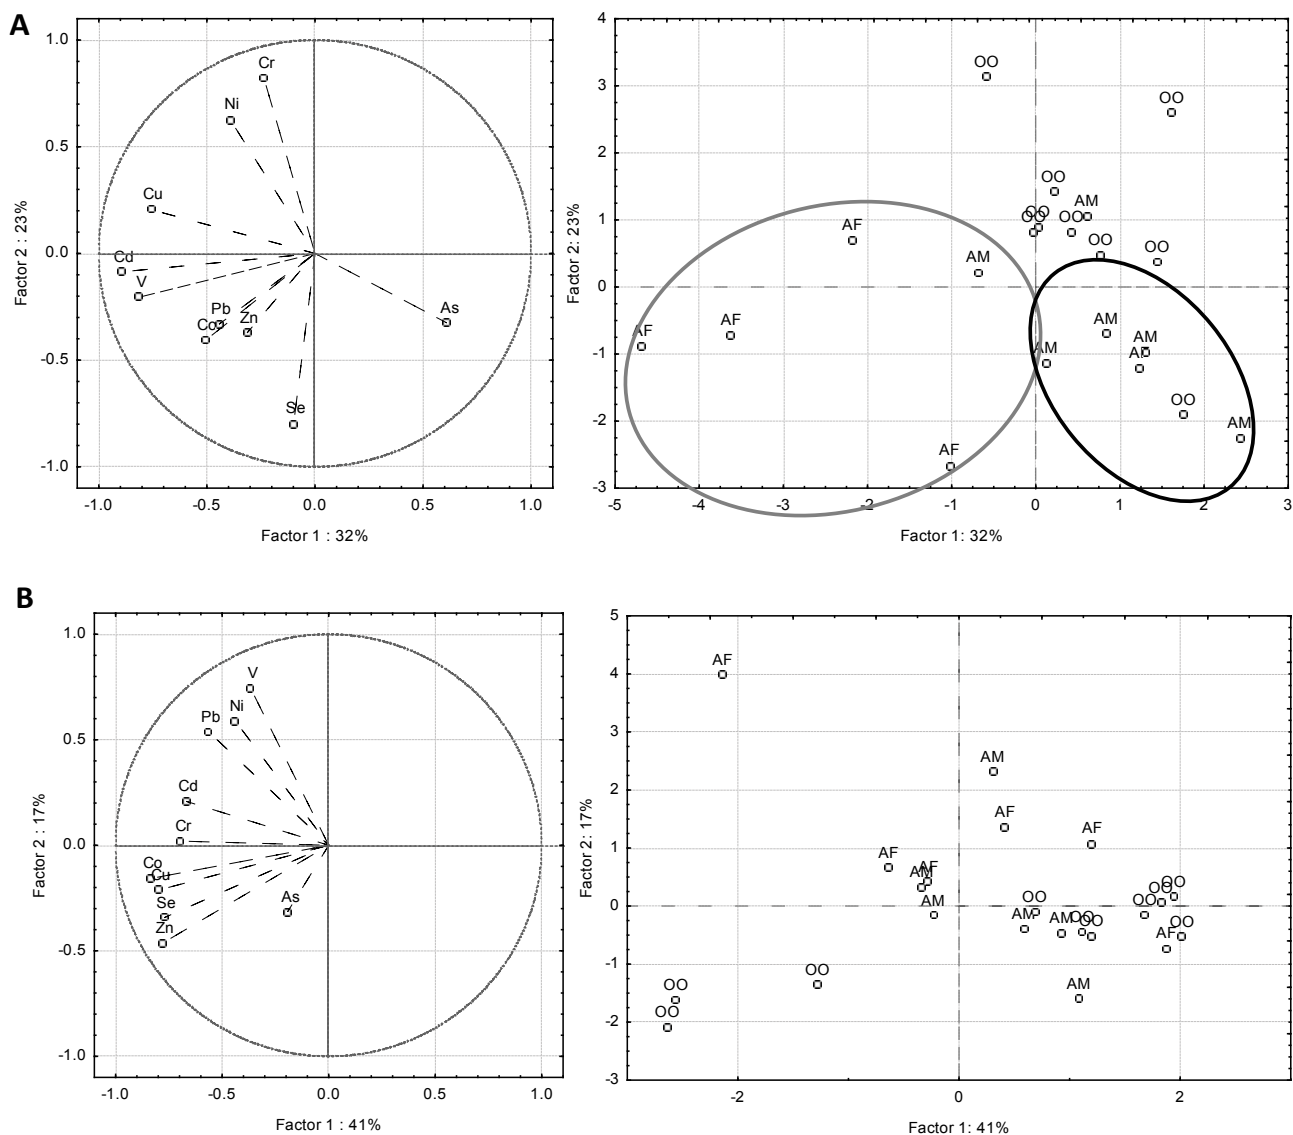 A
1.0
0.5
0.0
-0.5
-1.0
Factor 2 : 23%
Cr
Ni
Cu
Cd
V
Pb
Co
Zn
As
Se
-1.0 -0.5 0.0 0.5 1.0
Factor 1 : 32%
4
3
2
1
0
-1
-2
-3
Factor 2: 23%
OO
OO
OO
AM
OO
OO
OO
OO
OO
AF
AM
AF
AF
AM
AM
AM
OO
AM
AF
-5 -4 -3 -2 -1 0 1 2 3
Factor 1: 32%
B
1.0
0.5
0.0
-0.5
-1.0
Factor 2 : 17%
V
Ni
Pb
Cd
Cr
Co
Cu
Se
Zn
As
-1.0 -0.5 0.0 0.5 1.0
Factor 1 : 41%
5
4
3
2
1
0
-1
-2
-3
Factor 2: 17%
AF
AM
AF
AF
AF
AF
AM
AM
OO
OO
OO
OO
AM
AM
OO
OO
OO
AF
AM
OO
OO
OO
-2 0 2
Factor 1: 41%